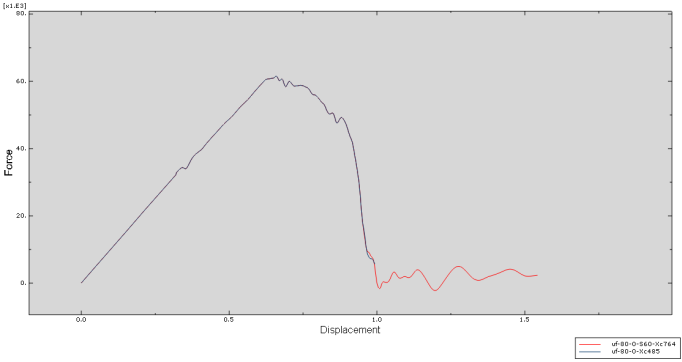 [x1.E3]
80.
60.
40.
20.
0.
Force
0.0 0.5 1.0 1.5
Displacement
uf-80-0-S60-Xc764
uf-80-0-Xc485